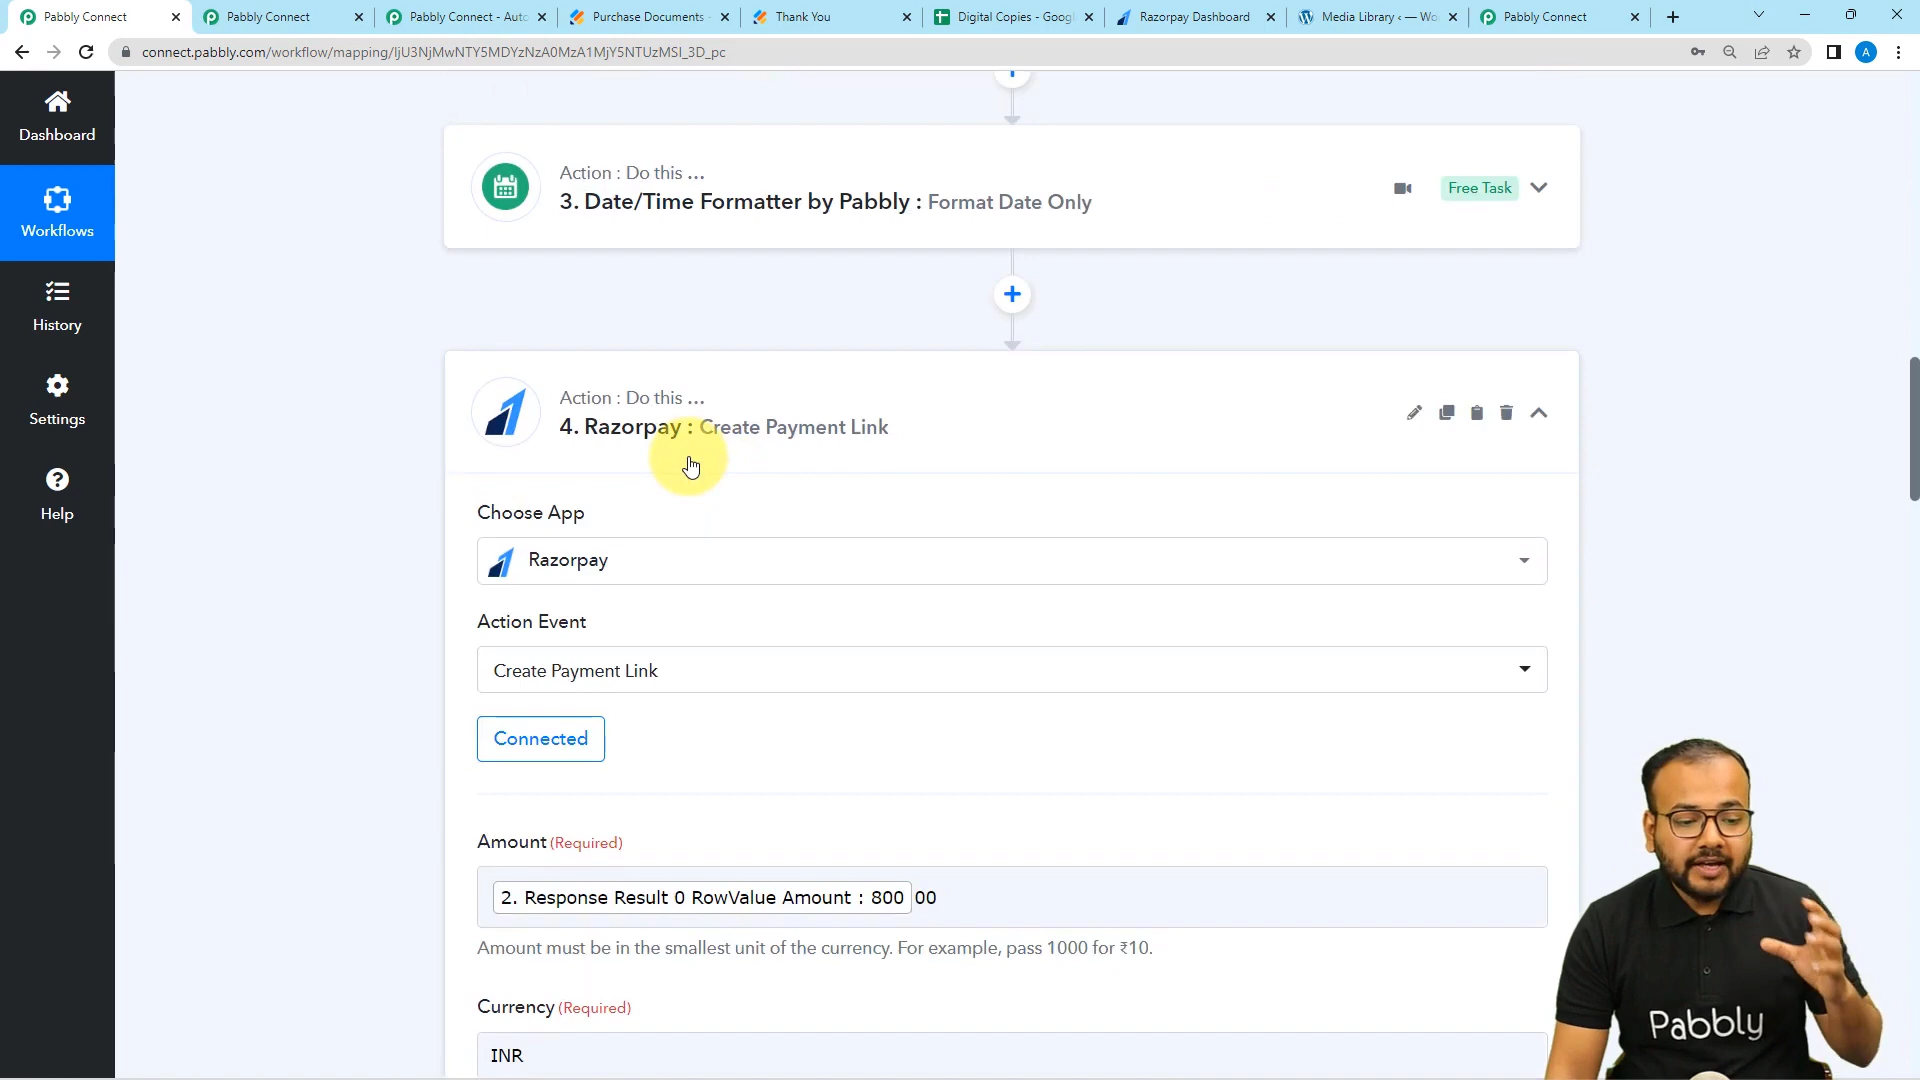 Pabbly Connect
Pabbly Connect
Pabbly Connect - Auto
Purchase Documents -
Thank You
Digital Copies - Goog
Razorpay Dashboard
Media Library ‹ — Wo
Pabbly Connect
connect.pabbly.com/workflow/mapping/IjU3NjMwNTY5MDYzNzA0MzA1MjY5NTUzMSI_3D_pc
A
Dashboard
Workflows
History
Settings
Help
Action : Do this ...
3. Date/Time Formatter by Pabbly : Format Date Only
Free Task
Action : Do this ...
4. Razorpay : Create Payment Link
Choose App
Razorpay
Action Event
Create Payment Link
Connected
Amount (Required)
2. Response Result 0 RowValue Amount : 800 00
Amount must be in the smallest unit of the currency. For example, pass 1000 for ₹10.
Currency (Required)
INR
Pabbly